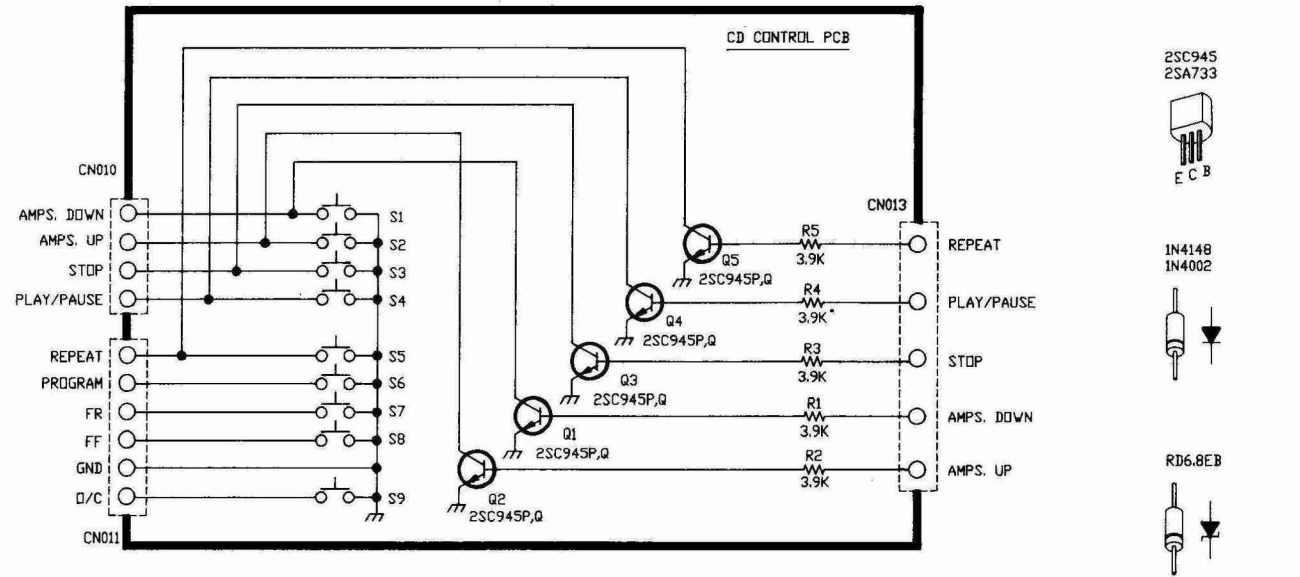 CD CONTROL PCB
2SC945
2SA733
E C B
CN010
AMPS. DOWN
S1
AMPS. UP
S2
STOP
S3
PLAY/PAUSE
S4
REPEAT
S5
PROGRAM
S6
FR
S7
FF
S8
GND
O/C
S9
CN011
CN013
R5
3.9K
REPEAT
Q5
2SC945P,Q
R4
3.9K
PLAY/PAUSE
Q4
2SC945P,Q
R3
3.9K
STOP
Q3
2SC945P,Q
R1
3.9K
AMPS. DOWN
Q1
2SC945P,Q
R2
3.9K
AMPS. UP
Q2
2SC945P,Q
1N4148
1N4002
RD6.8EB